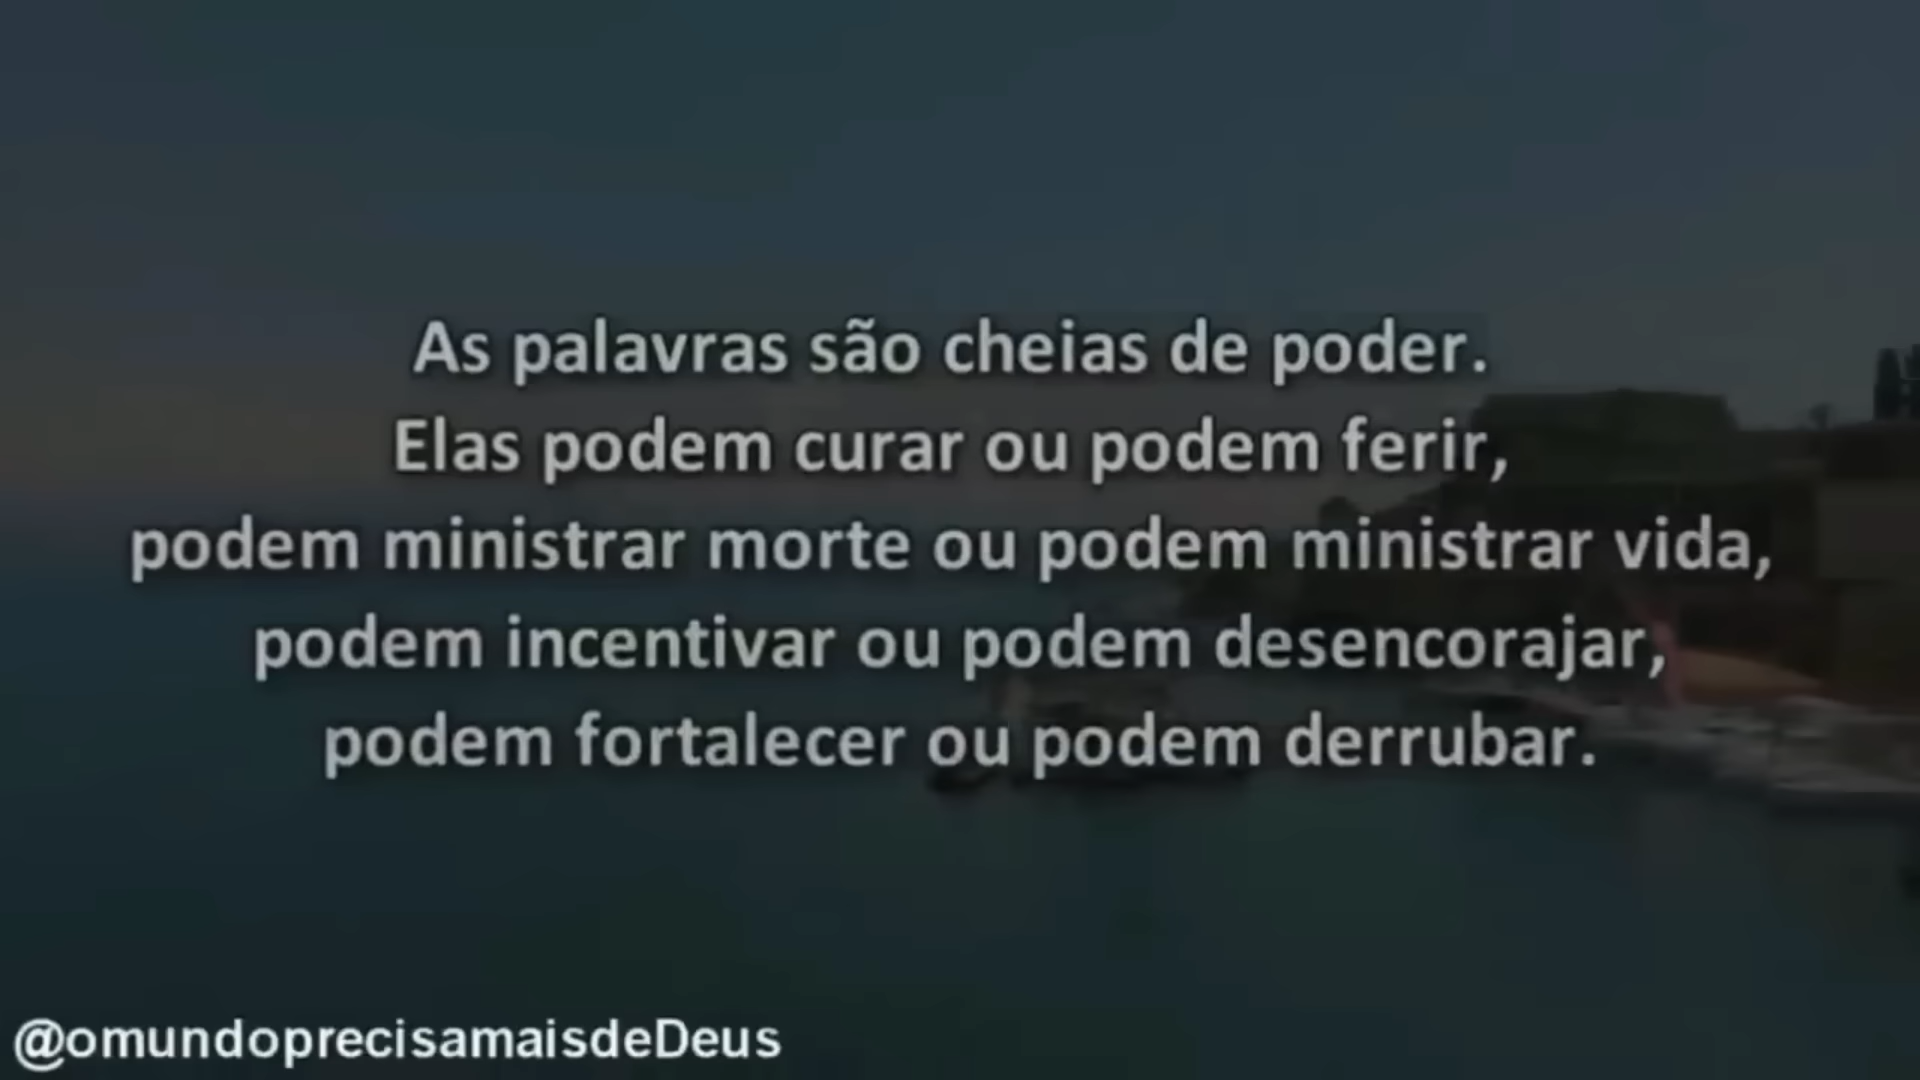 As palavras são cheias de poder.
Elas podem curar ou podem ferir,
podem ministrar morte ou podem ministrar vida,
podem incentivar ou podem desencorajar,
podem fortalecer ou podem derrubar.
@omundoprecisamaisdeDeus